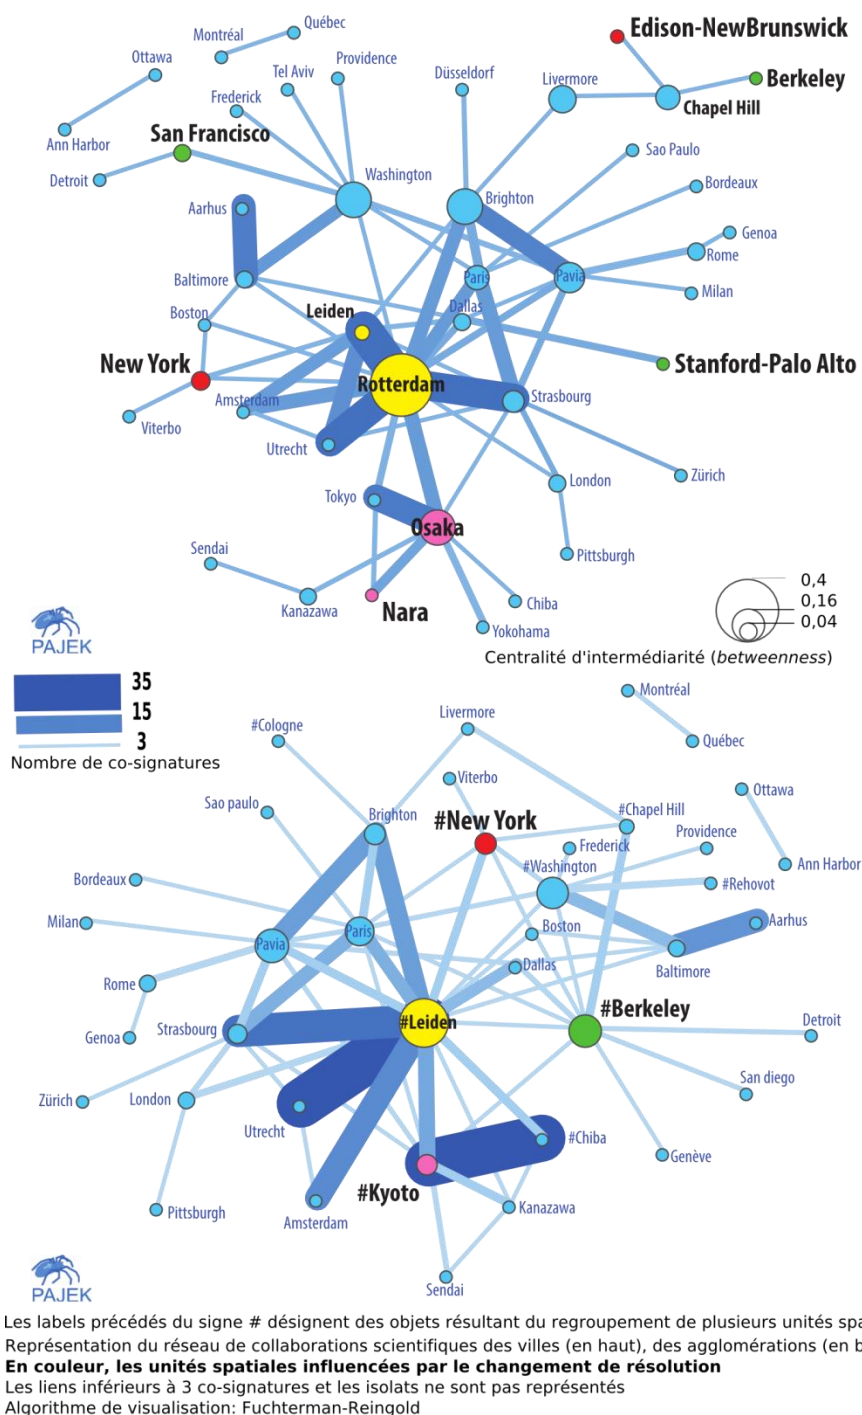 Québec
Montréal
Edison-NewBrunswick
Ottawa
Providence
Tel Aviv
Düsseldorf
Livermore
Berkeley
Frederick
Chapel Hill
San Francisco
Ann Harbor
Sao Paulo
Detroit
Washington
Bordeaux
Brighton
Aarhus
Genoa
Rome
Baltimore
Paris
Pavia
Milan
Boston
Leiden
Dallas
New York
Stanford-Palo Alto
Rotterdam
Amsterdam
Strasbourg
Viterbo
Utrecht
Zürich
London
Tokyo
Osaka
Sendai
Pittsburgh
Kanazawa
Nara
Chiba
Yokohama
0,4
0,16
0,04
PAJEK
Centralité d'intermédiarité (betweenness)
35
15
3
Nombre de co-signatures
Montréal
Livermore
#Cologne
Québec
Viterbo
Ottawa
Sao paulo
Brighton
#New York
#Chapel Hill
Providence
Frederick
#Washington
Ann Harbor
Bordeaux
#Rehovot
Milan
Pavia
Paris
Boston
Aarhus
Baltimore
Dallas
Rome
#Leiden
#Berkeley
Strasbourg
Genoa
Detroit
San diego
Zürich
London
Utrecht
#Chiba
Genève
#Kyoto
Pittsburgh
Amsterdam
Kanazawa
Sendai
PAJEK
Les labels précédés du signe # désignent des objets résultant du regroupement de plusieurs unités spa
Représentation du réseau de collaborations scientifiques des villes (en haut), des agglomérations (en b
En couleur, les unités spatiales influencées par le changement de résolution
Les liens inférieurs à 3 co-signatures et les isolats ne sont pas représentés
Algorithme de visualisation: Fuchterman-Reingold